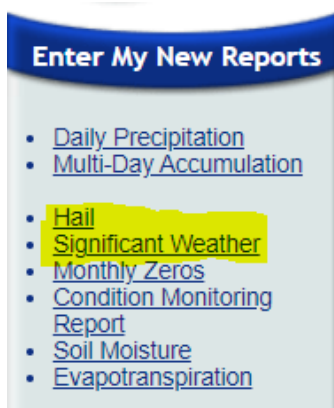 Enter My New Reports
• Daily Precipitation
• Multi-Day Accumulation
• Hail
• Significant Weather
• Monthly Zeros
• Condition Monitoring
Report
• Soil Moisture
• Evapotranspiration